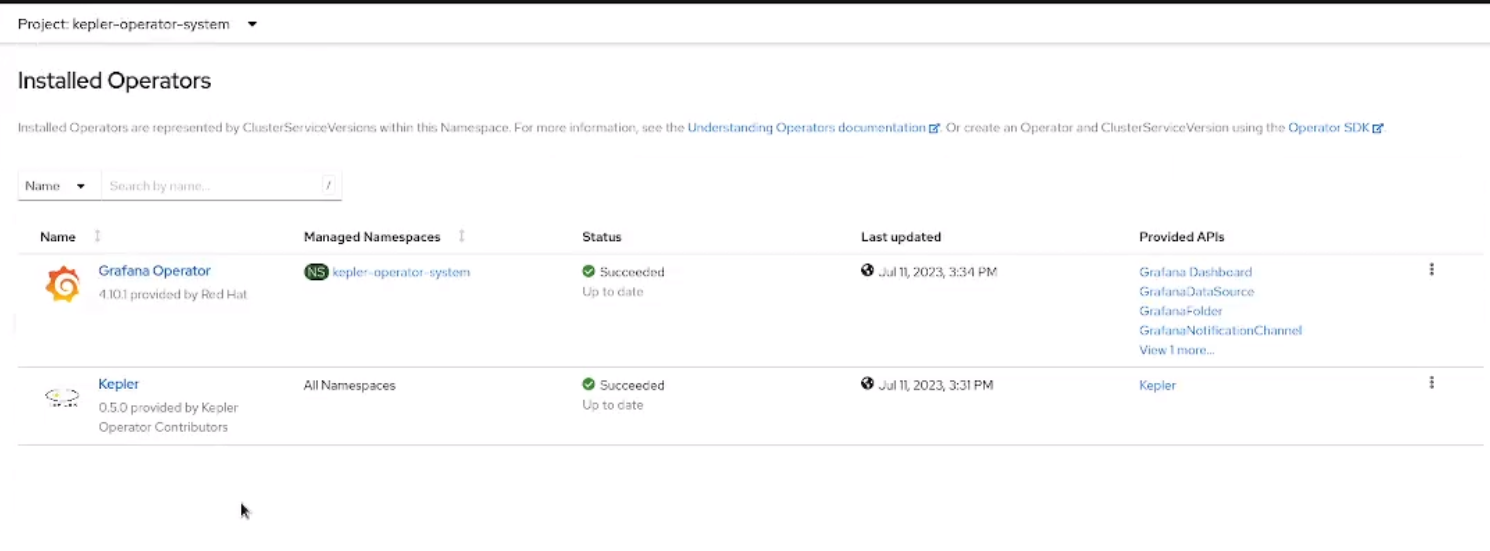 Project: kepler-operator-system
Installed Operators
Installed Operators are represented by ClusterServiceVersions within this Namespace. For more information, see the Understanding Operators documentation. Or create an Operator and ClusterServiceVersion using the Operator SDK.
Name Search by name... /
Name Managed Namespaces Status Last updated Provided APIs
Grafana Operator NS kepler-operator-system Succeeded Jul 11, 2023, 3:34 PM Grafana Dashboard
4.10.1 provided by Red Hat Up to date GrafanaDataSource
GrafanaFolder
GrafanaNotificationChannel
View 1 more...
Kepler All Namespaces Succeeded Jul 11, 2023, 3:31 PM Kepler
0.5.0 provided by Kepler Up to date
Operator Contributors